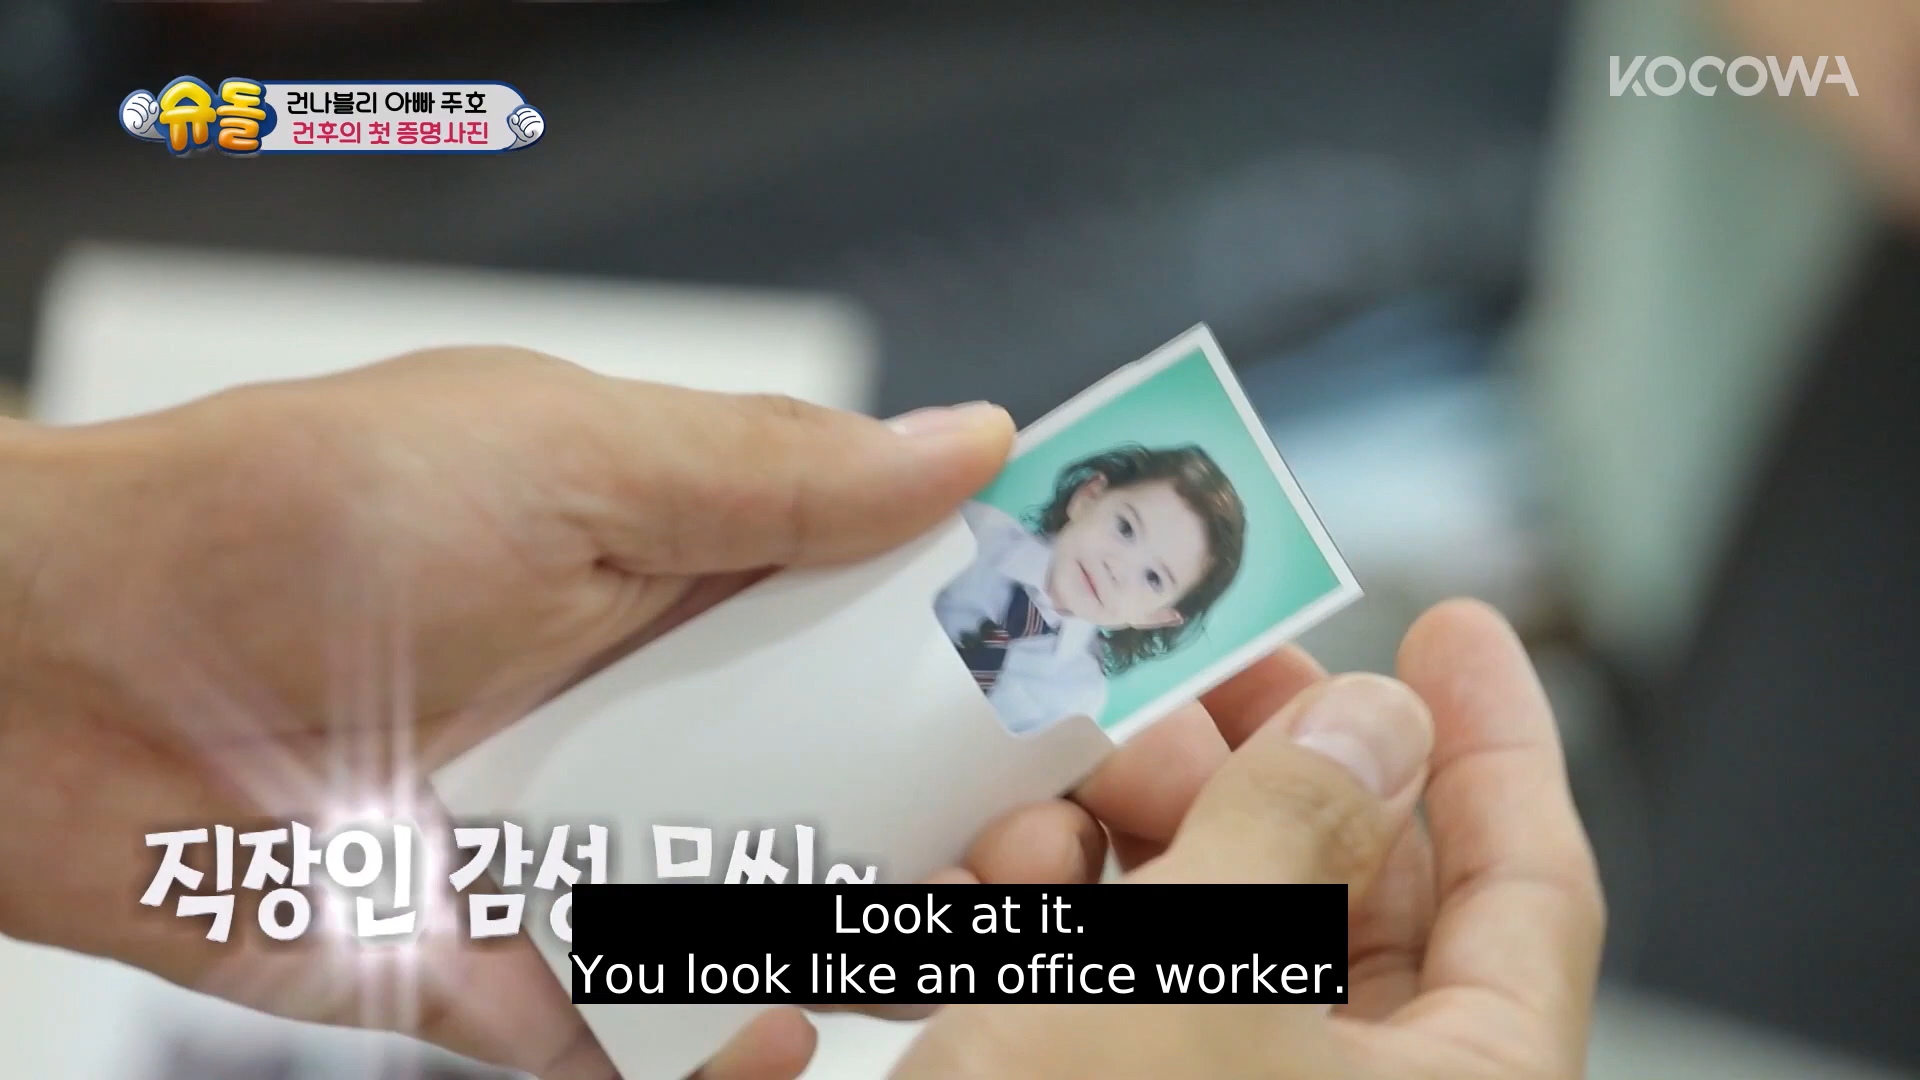 KOCOWA
슈돌
건나블리 아빠 주호
건후의 첫 증명사진
직장인 감성
Look at it.
You look like an office worker.